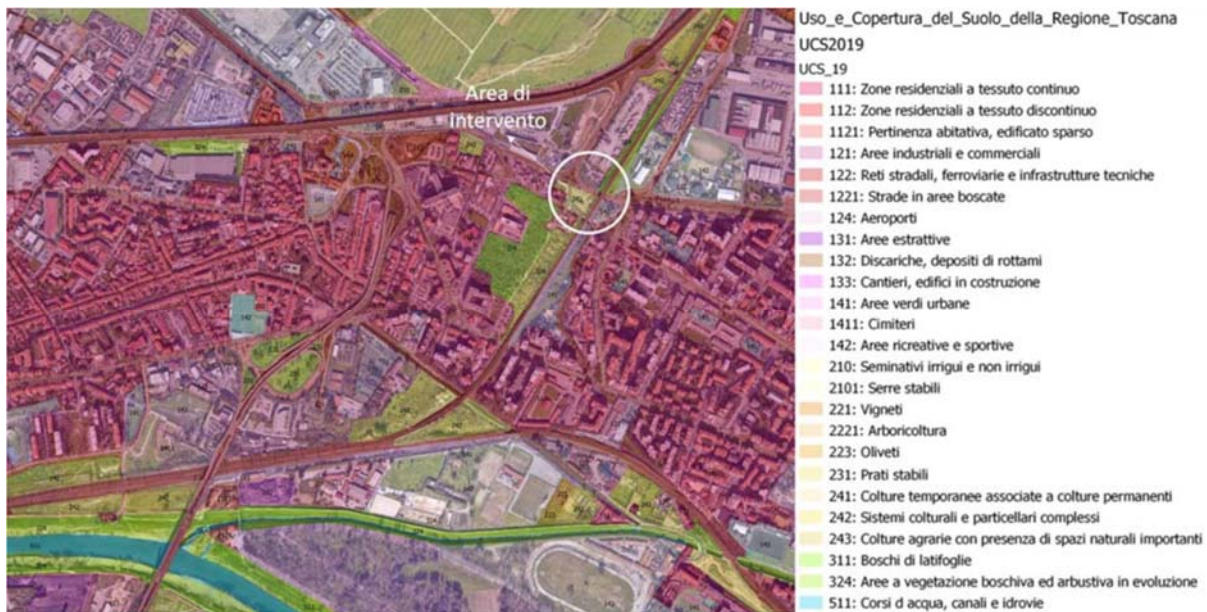 Uso_e_Copertura_del_Suolo_della_Regione_Toscana
UCS2019
UCS_19
111: Zone residenziali a tessuto continuo
112: Zone residenziali a tessuto discontinuo
1121: Pertinenza abitativa, edificato sparso
121: Aree industriali e commerciali
122: Reti stradali, ferroviarie e infrastrutture tecniche
1221: Strade in aree boscate
124: Aeroporti
131: Aree estrattive
132: Discariche, depositi di rottami
133: Cantieri, edifici in costruzione
141: Aree verdi urbane
1411: Cimiteri
142: Aree ricreative e sportive
210: Seminativi irrigui e non irrigui
2101: Serre stabili
221: Vigneti
2221: Arboricoltura
223: Oliveti
231: Prati stabili
241: Colture temporanee associate a colture permanenti
242: Sistemi colturali e particellari complessi
243: Colture agrarie con presenza di spazi naturali importanti
311: Boschi di latifoglie
324: Aree a vegetazione boschiva ed arbustiva in evoluzione
511: Corsi d acqua, canali e idrovie
Area di
intervento